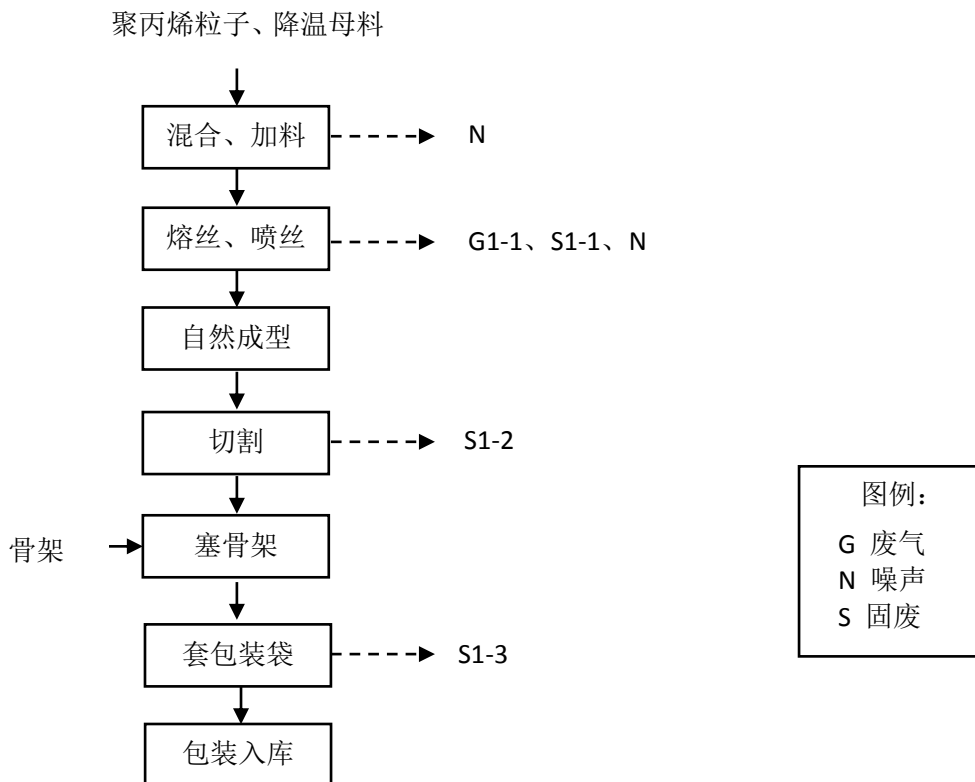 聚丙烯粒子、降温母料
混合、加料
N
熔丝、喷丝
G1-1、S1-1、N
自然成型
切割
S1-2
骨架
塞骨架
套包装袋
S1-3
包装入库
图例：
G 废气
N 噪声
S 固废